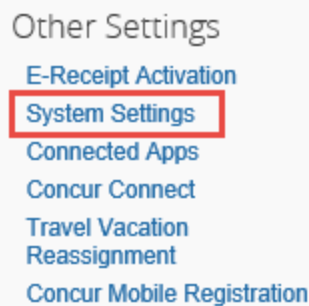 Other Settings
E-Receipt Activation
System Settings
Connected Apps
Concur Connect
Travel Vacation
Reassignment
Concur Mobile Registration